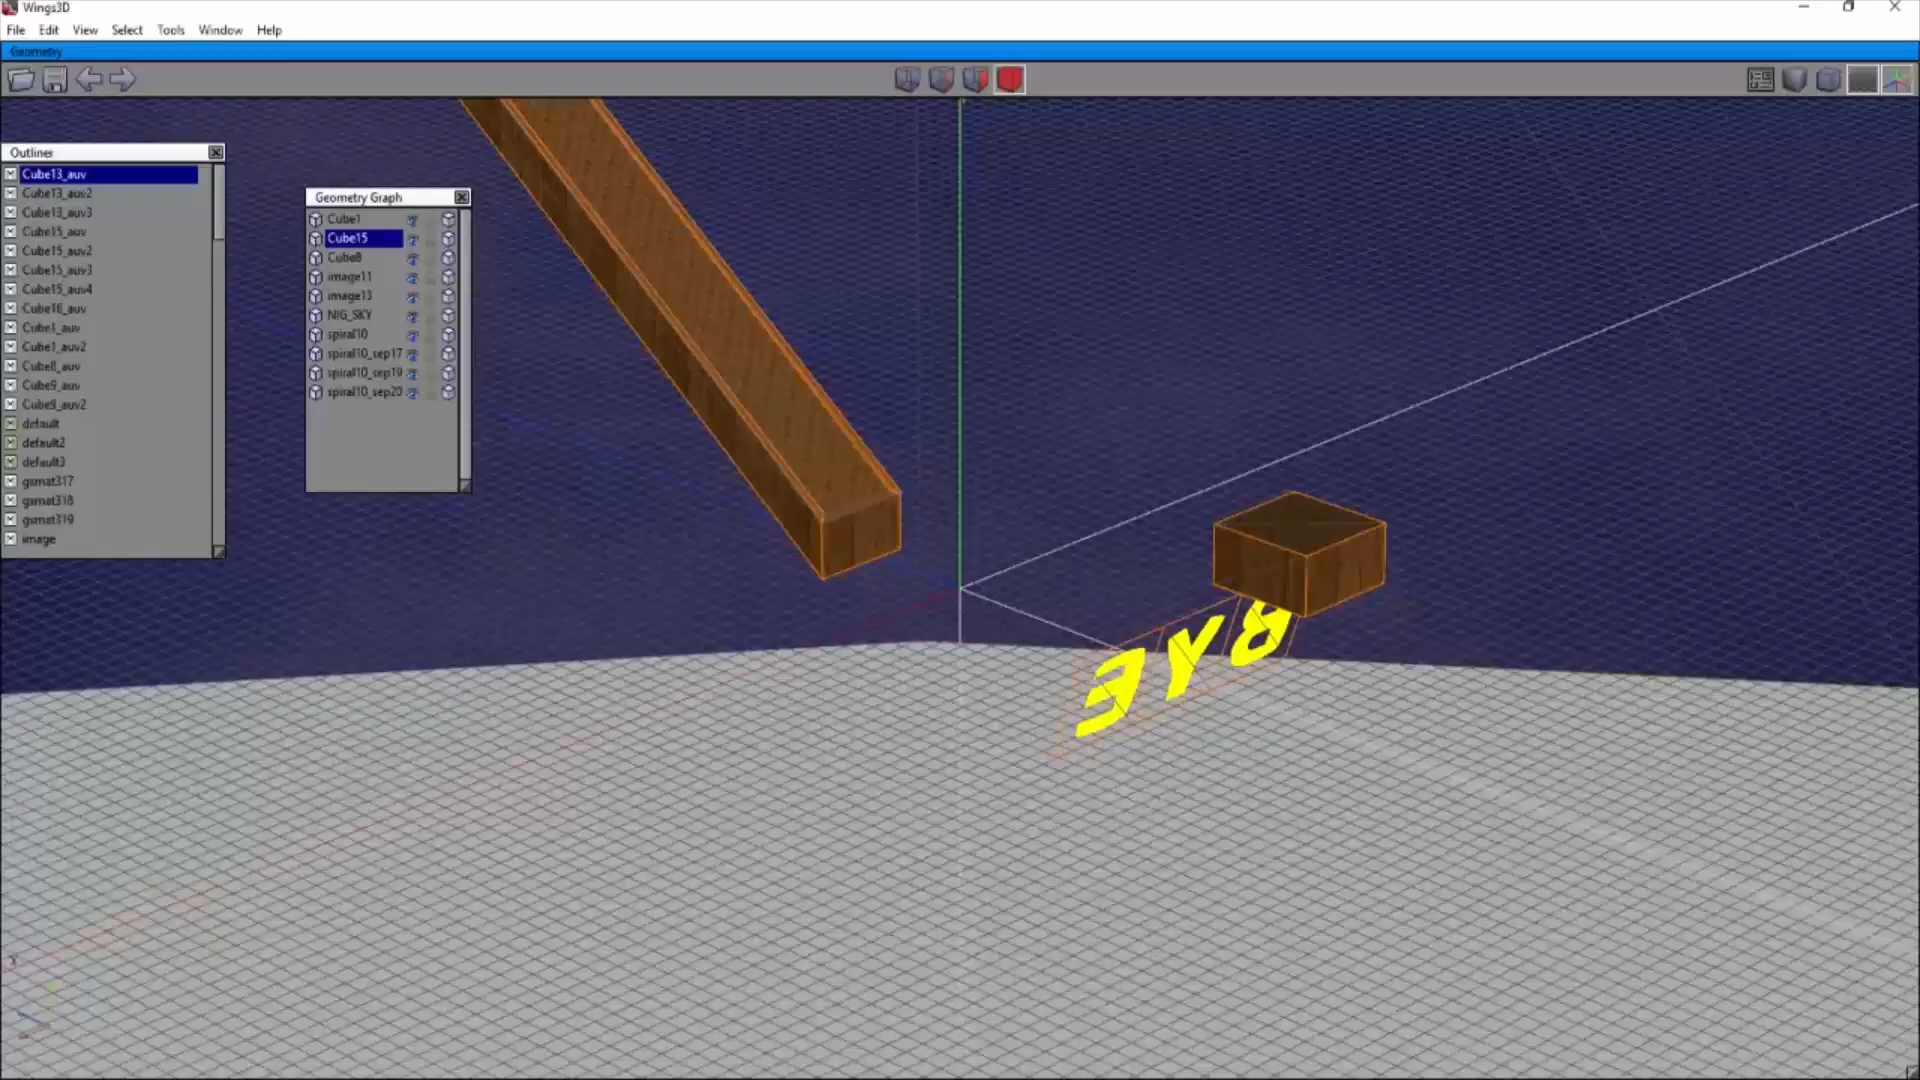 Wings3D
File Edit View Select Tools Window Help
Geometry
Outliner
Cube13_auv
Cube13_auv2
Cube13_auv3
Cube15_auv
Cube15_auv2
Cube15_auv3
Cube15_auv4
Cube16_auv
Cube1_auv
Cube1_auv2
Cube8_auv
Cube9_auv
Cube9_auv2
default
default2
default3
gsmat317
gsmat318
gsmat319
image
Geometry Graph
Cube1
Cube15
Cube8
image11
image13
NIG_SKY
spiral10
spiral10_sep17
spiral10_sep19
spiral10_sep20
BYE
X